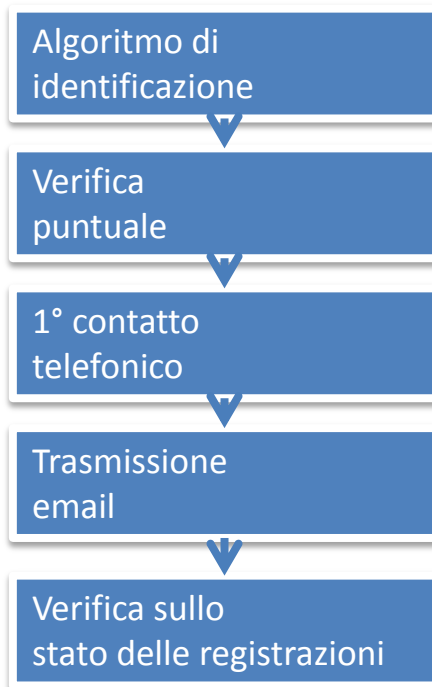 Algoritmo di
identificazione
Verifica
puntuale
1° contatto
telefonico
Trasmissione
email
Verifica sullo
stato delle registrazioni